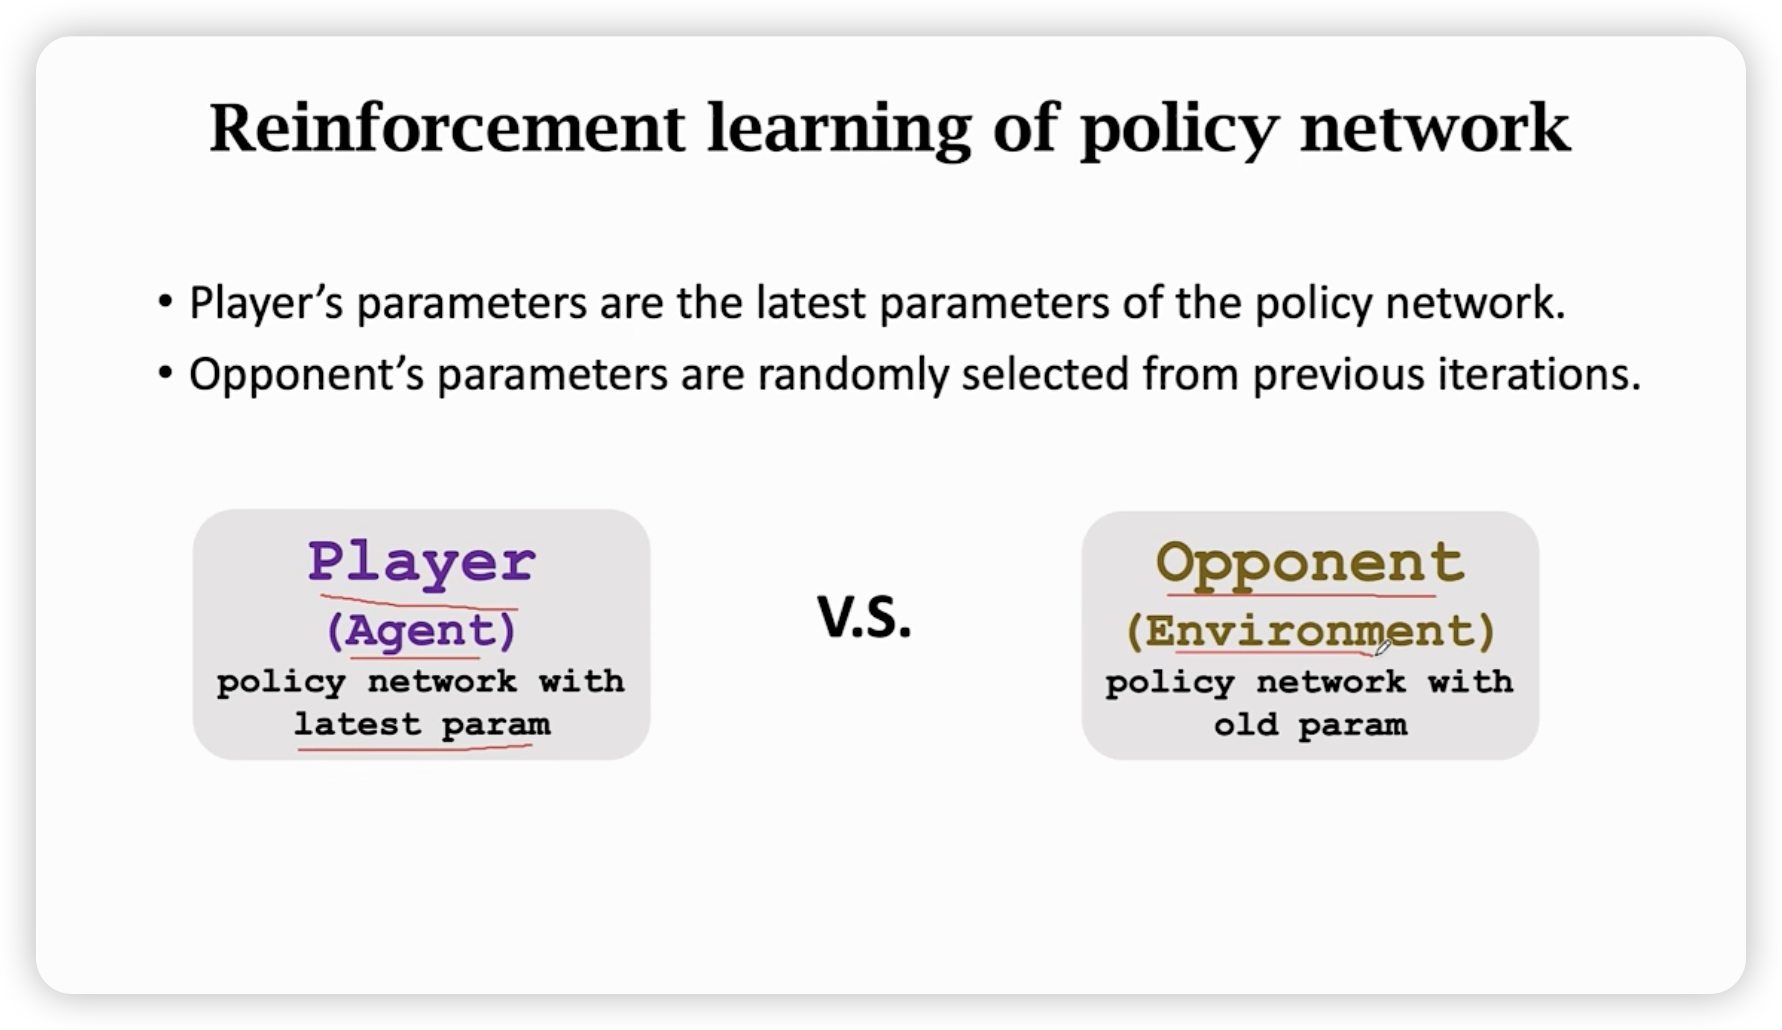 Reinforcement learning of policy network
• Player’s parameters are the latest parameters of the policy network.
• Opponent’s parameters are randomly selected from previous iterations.
Player
(Agent)
policy network with
latest param
V.S.
Opponent
(Environment)
policy network with
old param